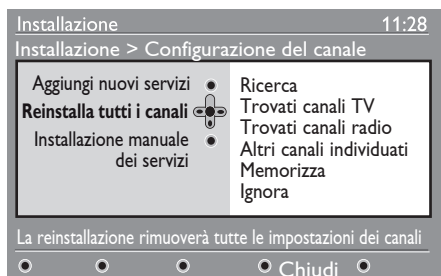 Installazione 11:28
Installazione > Configurazione del canale
Aggiungi nuovi servizi
Reinstalla tutti i canali
Installazione manuale
dei servizi
Ricerca
Trovati canali TV
Trovati canali radio
Altri canali individuati
Memorizza
Ignora
La reinstallazione rimuoverà tutte le impostazioni dei canali
Chiudi